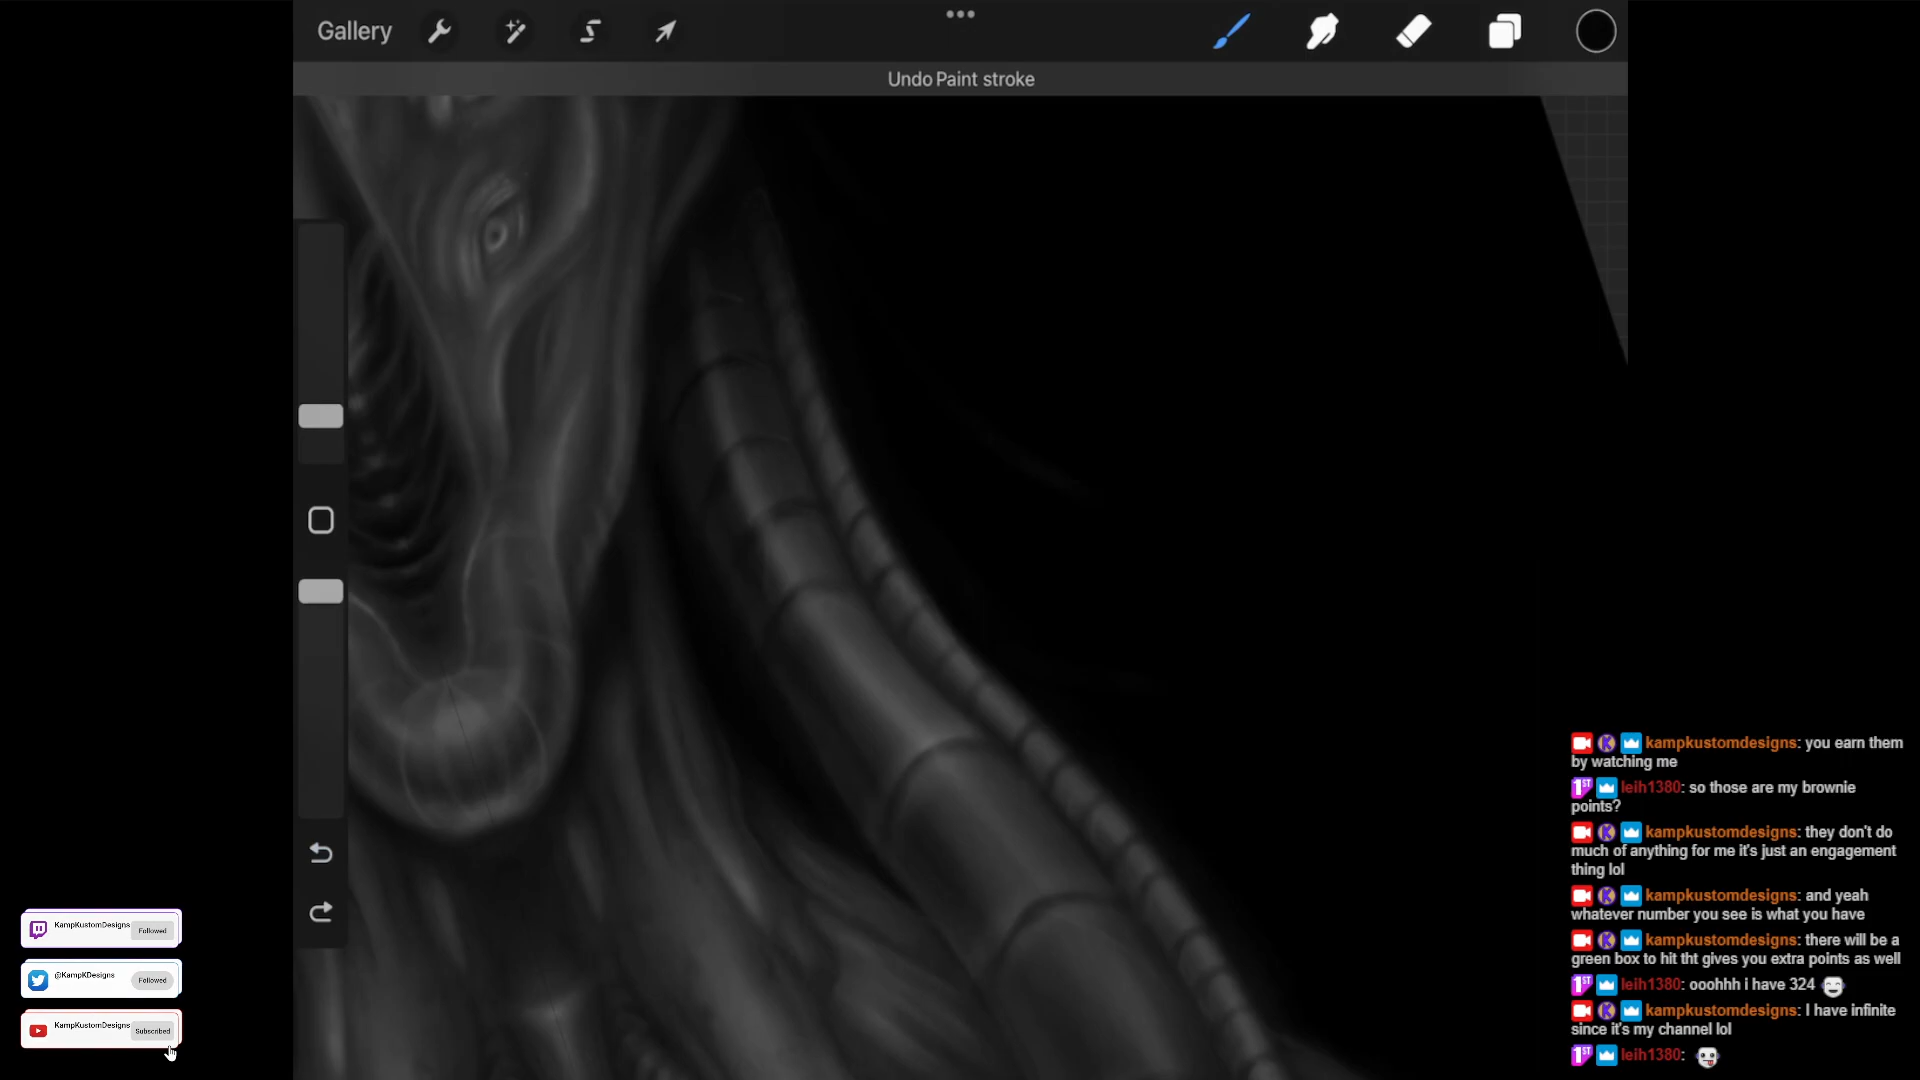 Gallery
Undo Paint stroke
KampKustomDesigns
Followed
@KampKDesigns
Followed
KampKustomDesigns
Subscribed
kampkustomdesigns: you earn them
by watching me
1ST leih1380: so those are my brownie
points?
kampkustomdesigns: they don't do
much of anything for me it's just an engagement
thing lol
kampkustomdesigns: and yeah
whatever number you see is what you have
kampkustomdesigns: there will be a
green box to hit tht gives you extra points as well
1ST leih1380: ooohhh i have 324
kampkustomdesigns: I have infinite
since it's my channel lol
1ST leih1380: